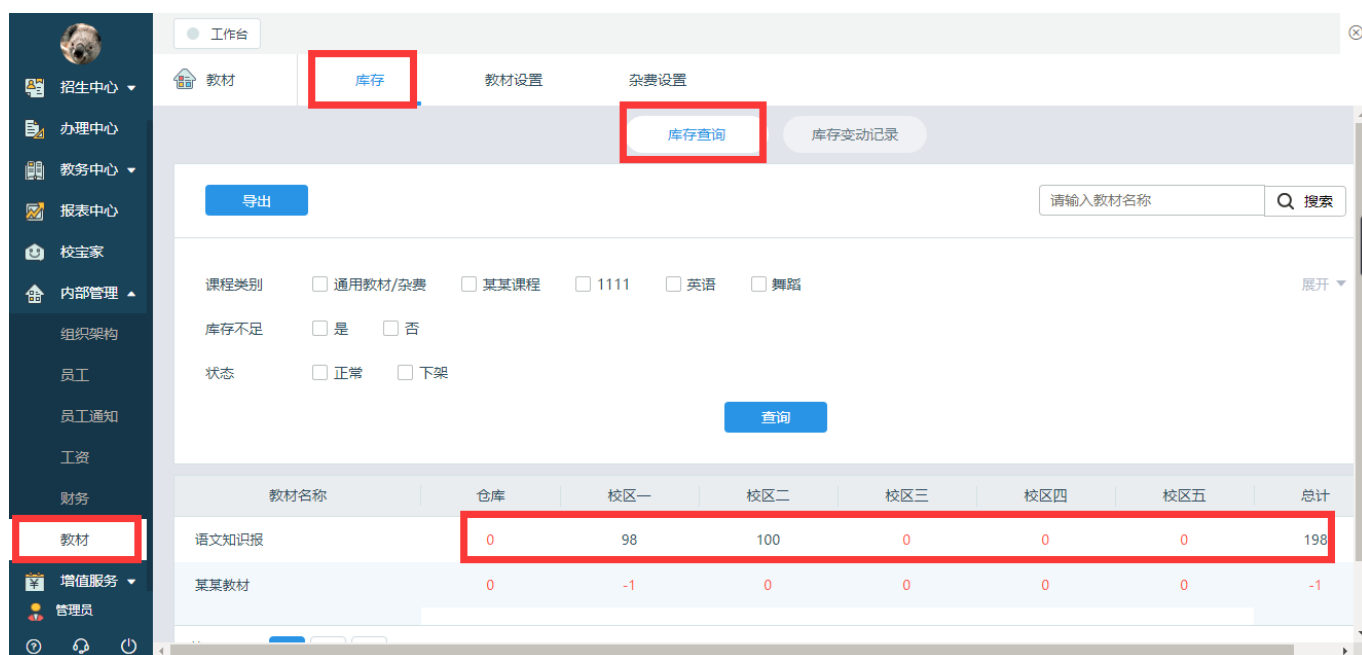 工作台
招生中心
办理中心
教务中心
报表中心
校宝家
内部管理
组织架构
员工
员工通知
工资
财务
教材
增值服务
管理员
教材 库存 教材设置 杂费设置
库存查询 库存变动记录
导出 请输入教材名称 搜索
课程类别 通用教材/杂费 某某课程 1111 英语 舞蹈 展开
库存不足 是 否
状态 正常 下架
查询
教材名称 仓库 校区一 校区二 校区三 校区四 校区五 总计
语文知识报 0 98 100 0 0 0 198
某某教材 0 -1 0 0 0 0 -1